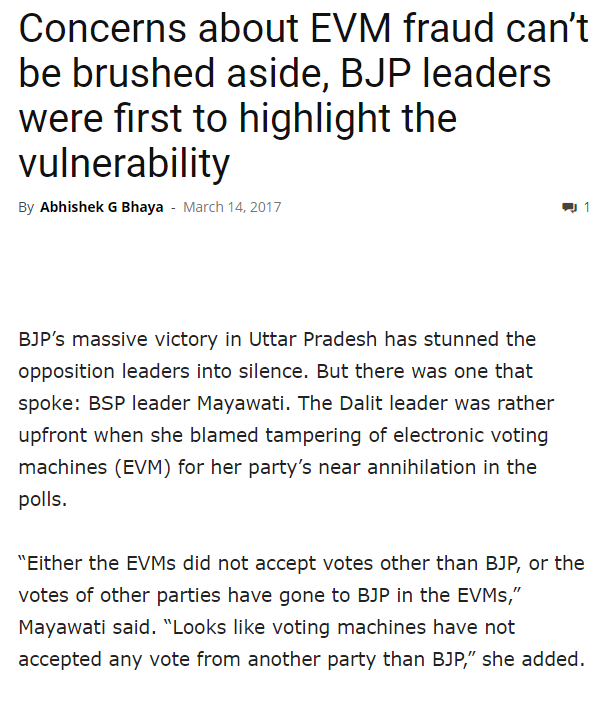 Concerns about EVM fraud can’t
be brushed aside, BJP leaders
were first to highlight the
vulnerability
By Abhishek G Bhaya - March 14, 2017 1
BJP’s massive victory in Uttar Pradesh has stunned the
opposition leaders into silence. But there was one that
spoke: BSP leader Mayawati. The Dalit leader was rather
upfront when she blamed tampering of electronic voting
machines (EVM) for her party’s near annihilation in the
polls.
“Either the EVMs did not accept votes other than BJP, or the
votes of other parties have gone to BJP in the EVMs,”
Mayawati said. “Looks like voting machines have not
accepted any vote from another party than BJP,” she added.